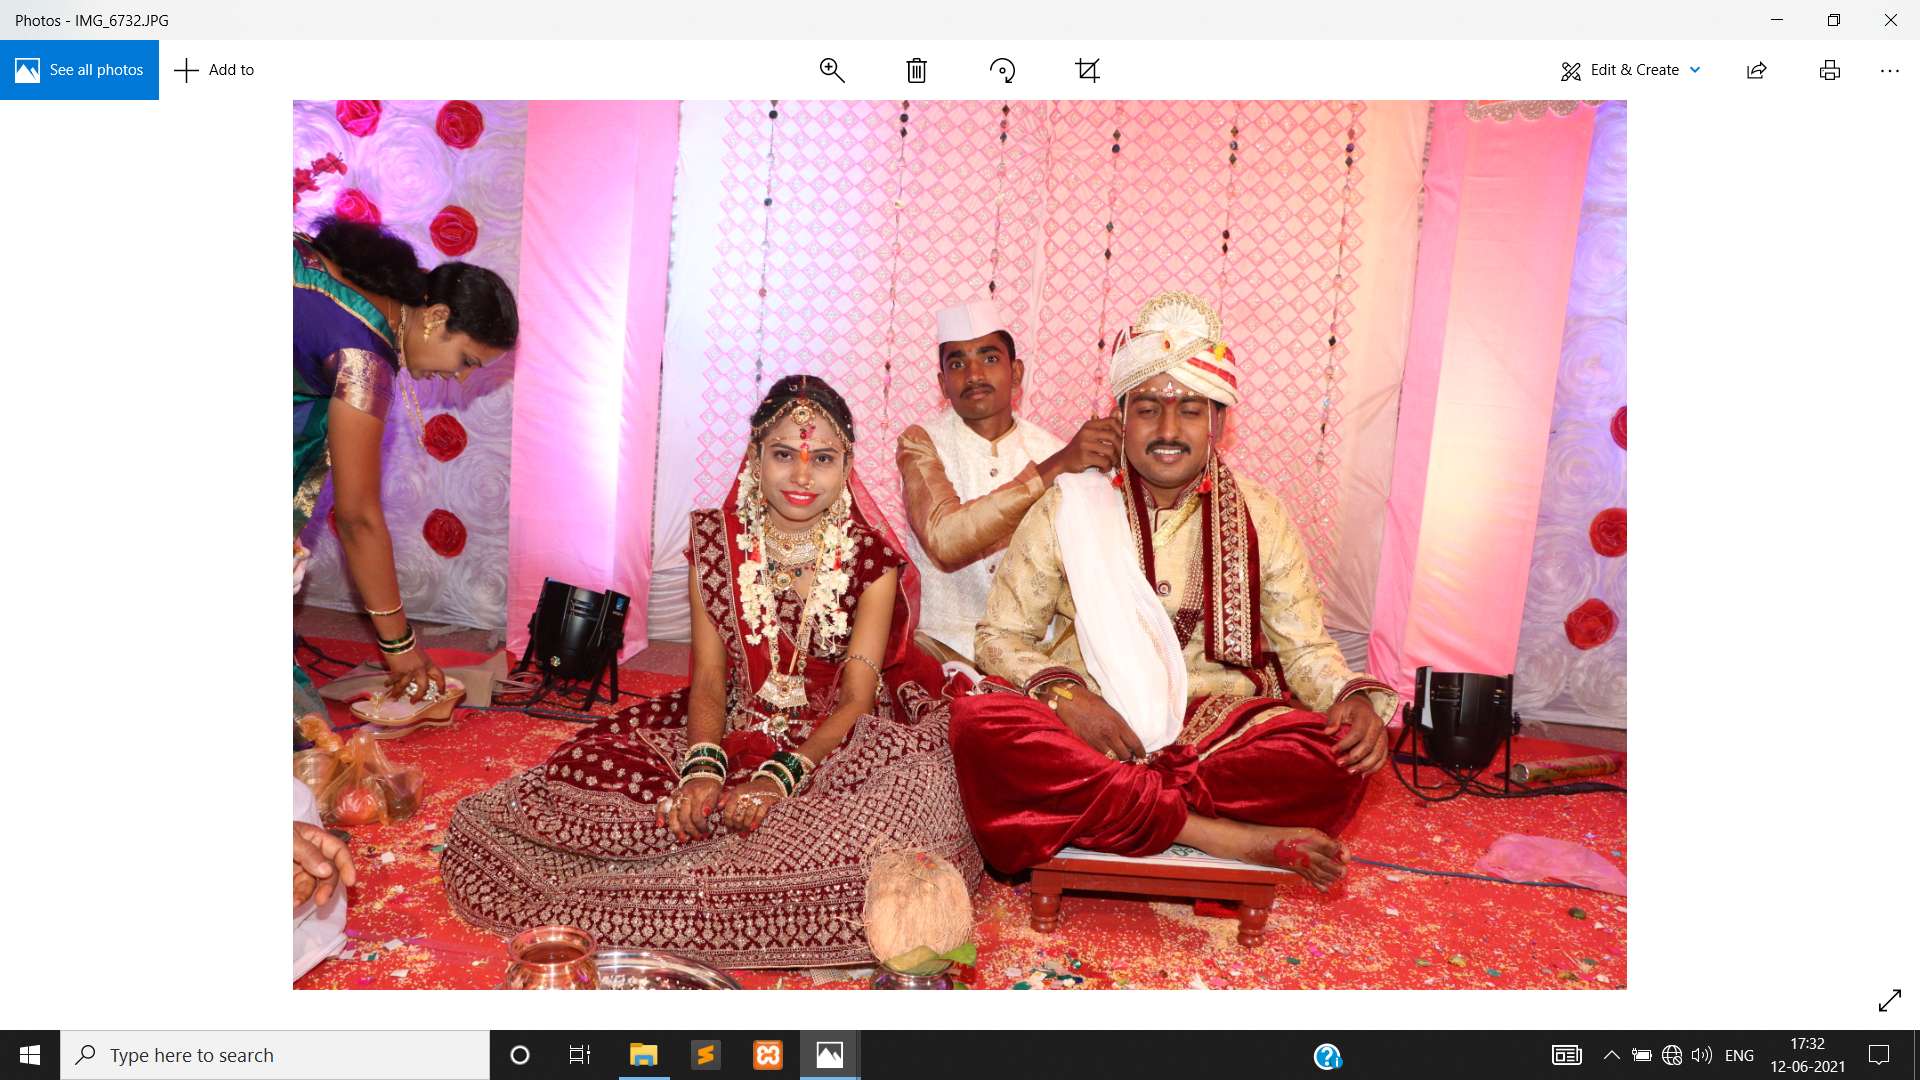 Photos - IMG_6732.JPG
See all photos
Add to
Edit & Create
Type here to search
ENG
17:32
12-06-2021